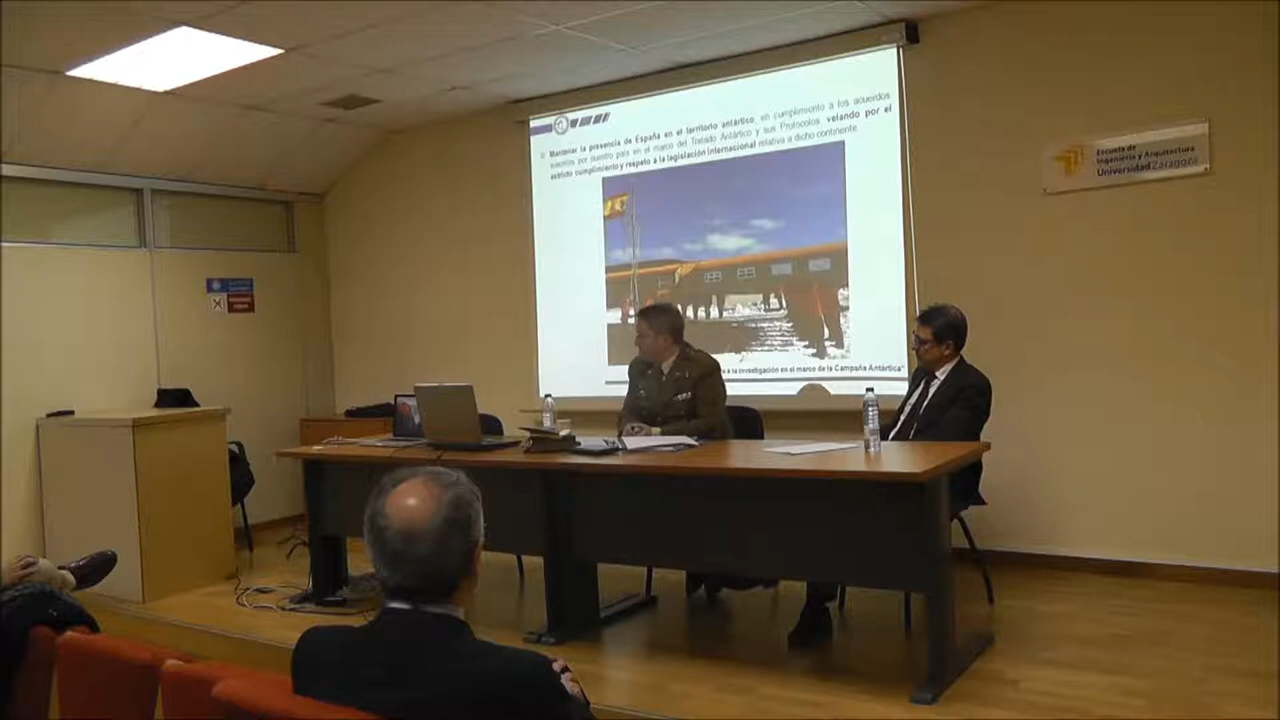 Mantener la presencia de España en el territorio antártico, en cumplimiento a los acuerdos
suscritos por nuestro país en el marco del Tratado Antártico y sus Protocolos, velando por el
estricto cumplimiento y respeto a la legislación internacional relativa a dicho continente.
a la investigación en el marco de la Campaña Antártica"
Escuela de
Ingeniería y Arquitectura
Universidad Zaragoza